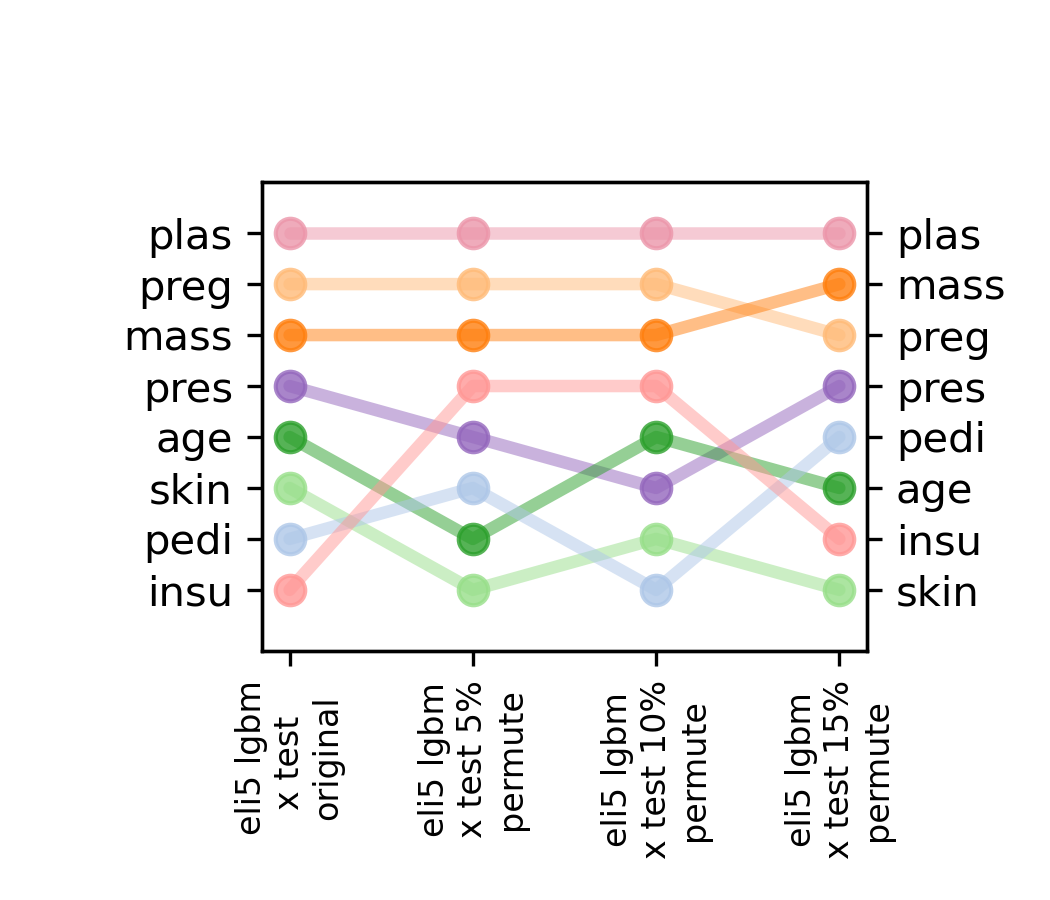 plas
preg
mass
pres
age
skin
pedi
insu
plas
mass
preg
pres
pedi
age
insu
skin
eli5 lgbm
x test
original
eli5 lgbm
x test 5%
permute
eli5 lgbm
x test 10%
permute
eli5 lgbm
x test 15%
permute